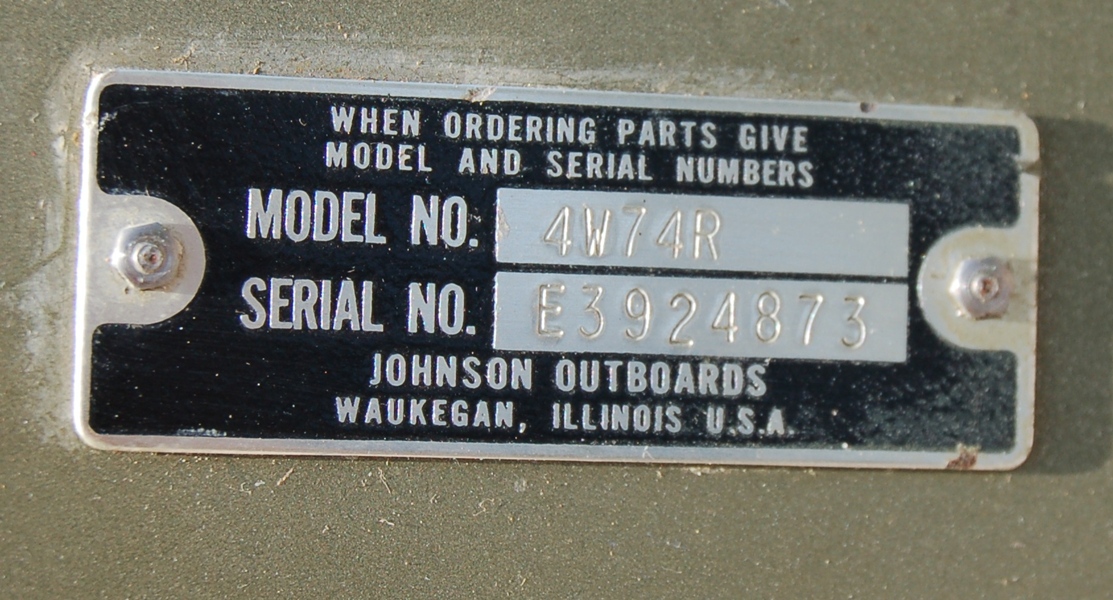 WHEN ORDERING PARTS GIVE
MODEL AND SERIAL NUMBERS
MODEL NO. 4W74R
SERIAL NO. E3924873
JOHNSON OUTBOARDS
WAUKEGAN, ILLINOIS U.S.A.